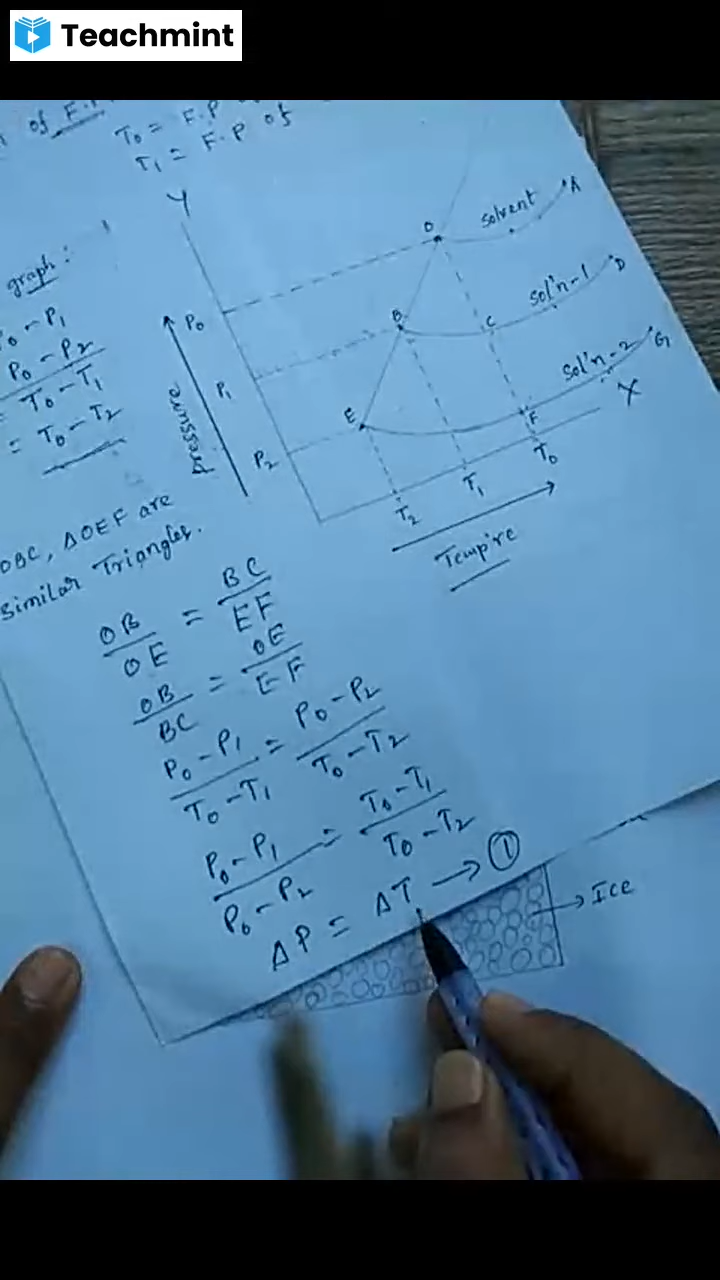 Teachmint
of F.P
T₀ = F.P
T₁ = F.P of
graph:
P₀ - P₁
P₀ - P₂
= T₀ - T₁
= T₀ - T₂
Y
O
solvent
A
P₀
B
C
sol'n-1
D
P₁
pressure
E
F
sol'n-2
G
X
P₂
T₂
T₁
T₀
Temp're
OBC, ΔOEF are
similar Triangles.
OB/OE = BC/EF
OB/BC = OE/EF
P₀ - P₁/T₀ - T₁ = P₀ - P₂/T₀ - T₂
P₀ - P₁/P₀ - P₂ = T₀ - T₁/T₀ - T₂
ΔP = ΔT → ①
→ Ice